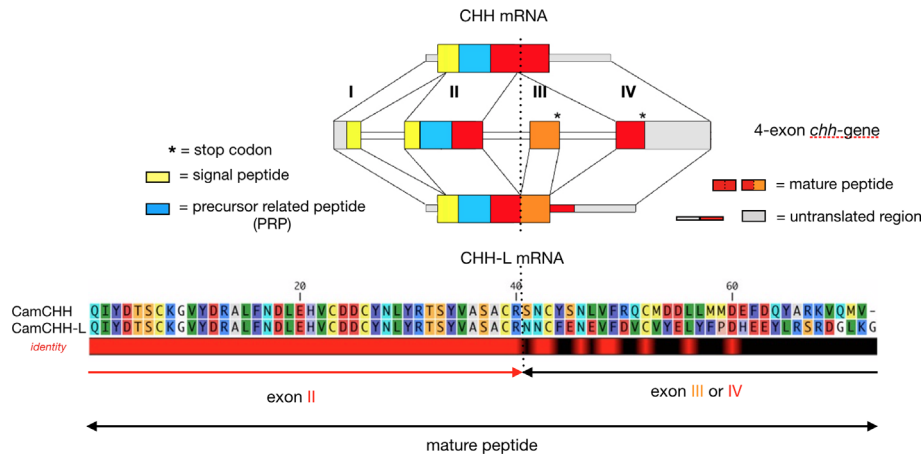 CHH mRNA
I
II
III
IV
*
*
4-exon chh-gene
* = stop codon
= signal peptide
= precursor related peptide
(PRP)
= mature peptide
= untranslated region
CHH-L mRNA
20
40
60
CamCHH QIYDTSCKGVYDRALFNDLEHVCDDCYNLYRTSYVASACRSNCYSNLVFRQCMDDLLMMDEFDQYARKVQMV-
CamCHH-L QIYDTSCKGVYDRALFNDLEHVCDDCYNLYRTSYVASACRNNCFENEVFDVCVYELYFPDHEEYLRSRDGLKG
identity
exon II
exon III or IV
mature peptide